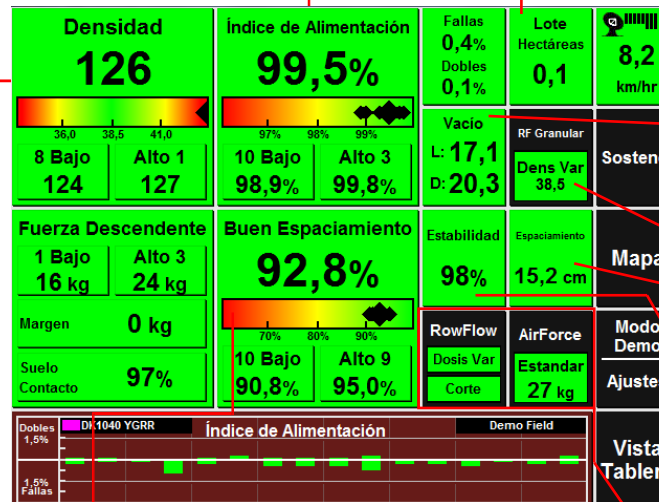 Densidad
126
36,0 38,5 41,0
8 Bajo Alto 1
124 127
Índice de Alimentación
99,5%
97% 98% 99%
10 Bajo Alto 3
98,9% 99,8%
Fallas
0,4%
Dobles
0,1%
Lote
Hectáreas
0,1
8,2
km/hr
Vacío
L: 17,1
D: 20,3
RF Granular
Dens Var
38,5
Sosten
Fuerza Descendente
1 Bajo Alto 3
16 kg 24 kg
Margen 0 kg
Suelo
Contacto 97%
Buen Espaciamiento
92,8%
70% 80% 90%
10 Bajo Alto 9
90,8% 95,0%
Estabilidad
98%
Espaciamiento
15,2 cm
Mapa
RowFlow
Dosis Var
Corte
AirForce
Estandar
27 kg
Modo
Demo
Ajuste
Dobles
1,5%
1,5%
Fallas
DK1040 YGRR
Índice de Alimentación
Demo Field
Vista
Tabler